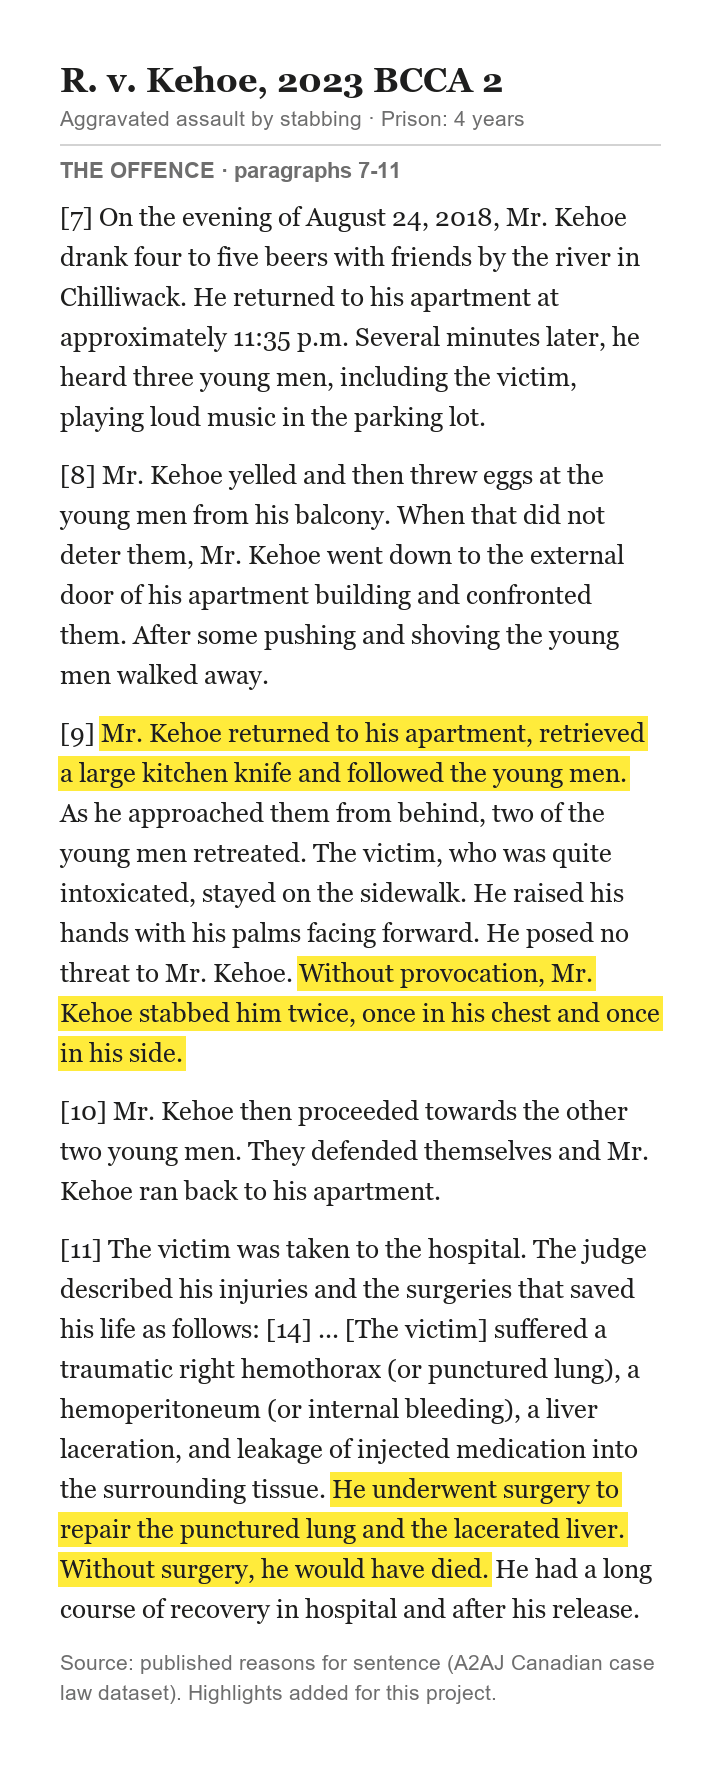 R. v. Kehoe, 2023 BCCA 2
Aggravated assault by stabbing · Prison: 4 years
THE OFFENCE · paragraphs 7-11
[7] On the evening of August 24, 2018, Mr. Kehoe
drank four to five beers with friends by the river in
Chilliwack. He returned to his apartment at
approximately 11:35 p.m. Several minutes later, he
heard three young men, including the victim,
playing loud music in the parking lot.
[8] Mr. Kehoe yelled and then threw eggs at the
young men from his balcony. When that did not
deter them, Mr. Kehoe went down to the external
door of his apartment building and confronted
them. After some pushing and shoving the young
men walked away.
[9] Mr. Kehoe returned to his apartment, retrieved
a large kitchen knife and followed the young men.
As he approached them from behind, two of the
young men retreated. The victim, who was quite
intoxicated, stayed on the sidewalk. He raised his
hands with his palms facing forward. He posed no
threat to Mr. Kehoe. Without provocation, Mr.
Kehoe stabbed him twice, once in his chest and once
in his side.
[10] Mr. Kehoe then proceeded towards the other
two young men. They defended themselves and Mr.
Kehoe ran back to his apartment.
[11] The victim was taken to the hospital. The judge
described his injuries and the surgeries that saved
his life as follows: [14] ... [The victim] suffered a
traumatic right hemothorax (or punctured lung), a
hemoperitoneum (or internal bleeding), a liver
laceration, and leakage of injected medication into
the surrounding tissue. He underwent surgery to
repair the punctured lung and the lacerated liver.
Without surgery, he would have died. He had a long
course of recovery in hospital and after his release.
Source: published reasons for sentence (A2AJ Canadian case
law dataset). Highlights added for this project.